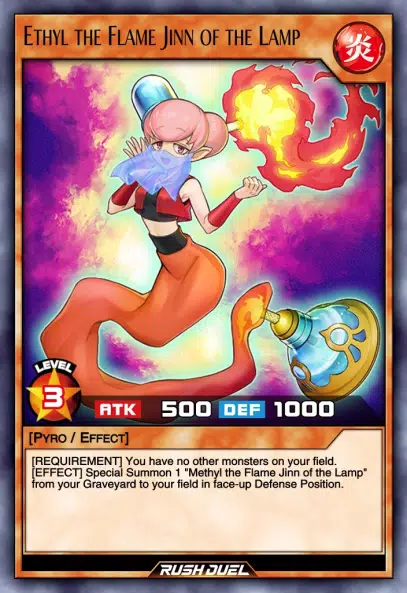 Ethyl the Flame Jinn of the Lamp
炎
LEVEL
3
ATK 500 DEF 1000
[Pyro / Effect]
[REQUIREMENT] You have no other monsters on your field.
[EFFECT] Special Summon 1 "Methyl the Flame Jinn of the Lamp"
from your Graveyard to your field in face-up Defense Position.
RUSH DUEL